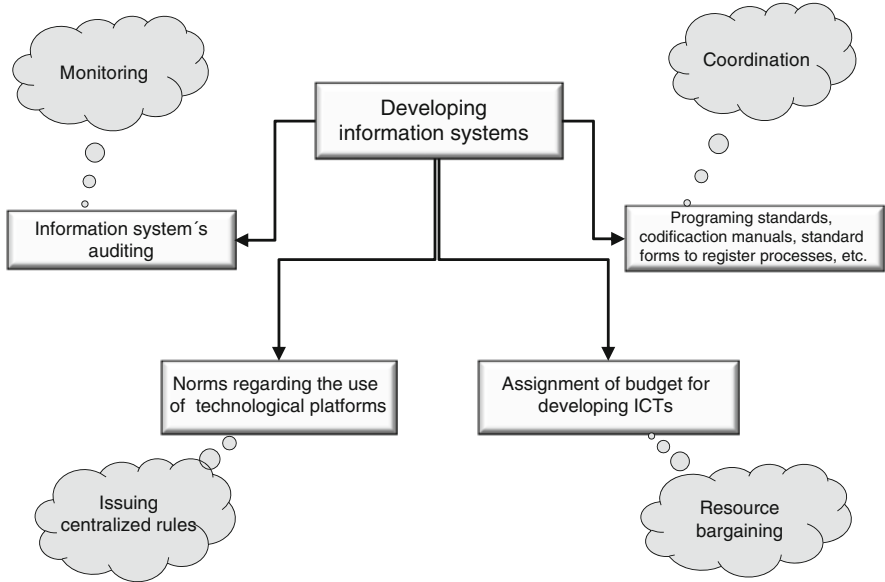 Monitoring
Coordination
Developing
information systems
Information system´s
auditing
Programing standards,
codificaction manuals, standard
forms to register processes, etc.
Norms regarding the use
of technological platforms
Assignment of budget for
developing ICTs
Issuing
centralized rules
Resource
bargaining